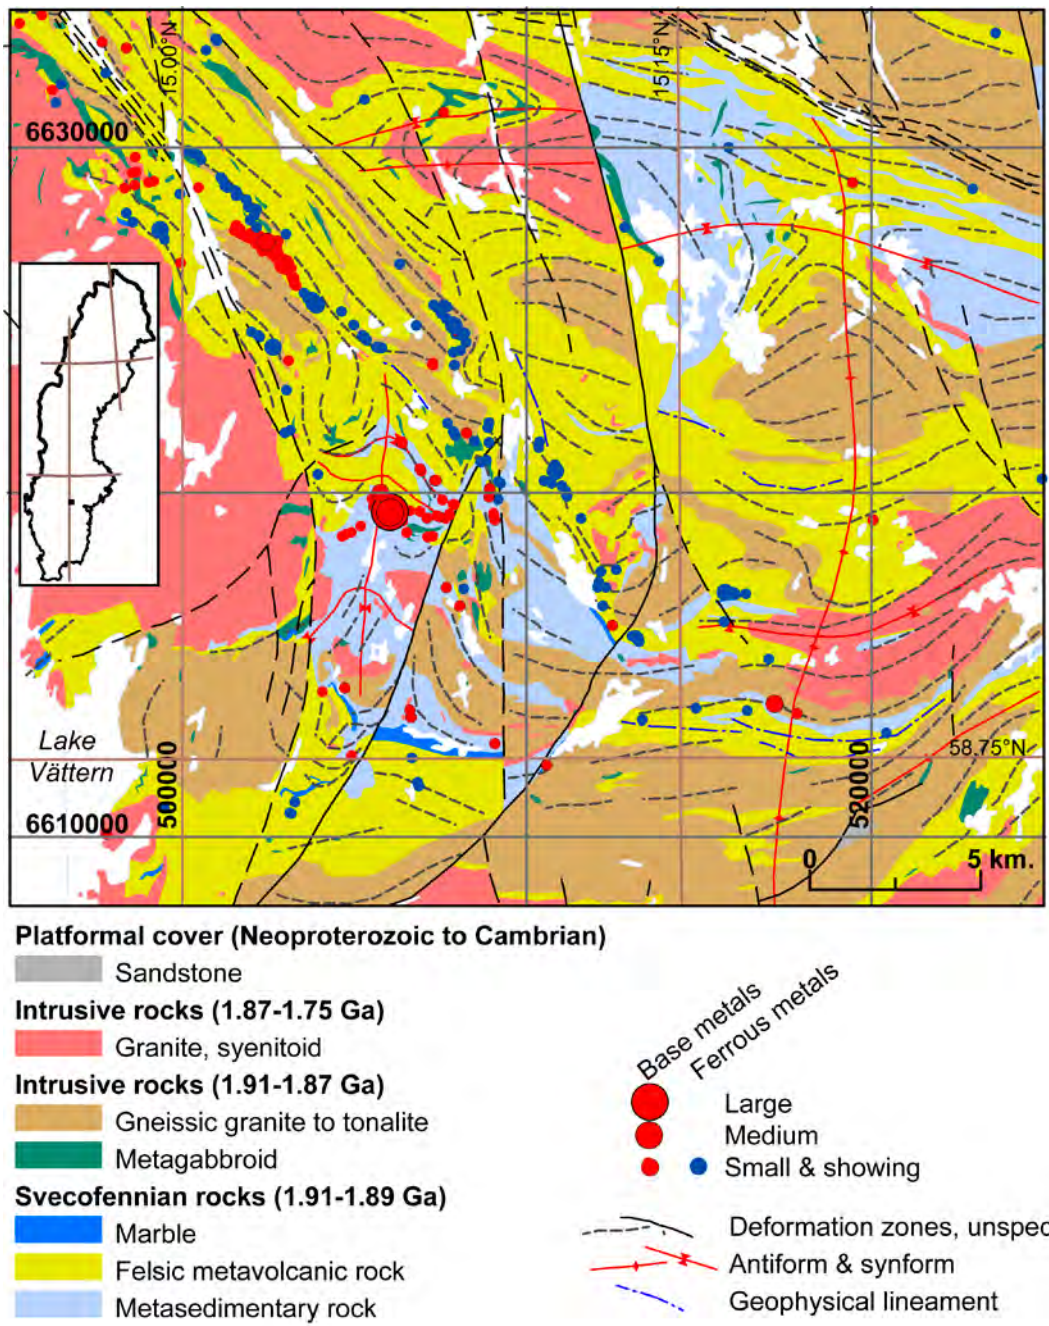 15.00°N
15.15°N
6630000
Lake
Vättern
500000
520000
58.75°N
6610000
0 5 km.
Platformal cover (Neoproterozoic to Cambrian)
Sandstone
Intrusive rocks (1.87-1.75 Ga)
Granite, syenitoid
Intrusive rocks (1.91-1.87 Ga)
Gneissic granite to tonalite
Metagabbroid
Svecofennian rocks (1.91-1.89 Ga)
Marble
Felsic metavolcanic rock
Metasedimentary rock
Base metals
Ferrous metals
Large
Medium
Small & showing
Deformation zones, unspec
Antiform & synform
Geophysical lineament